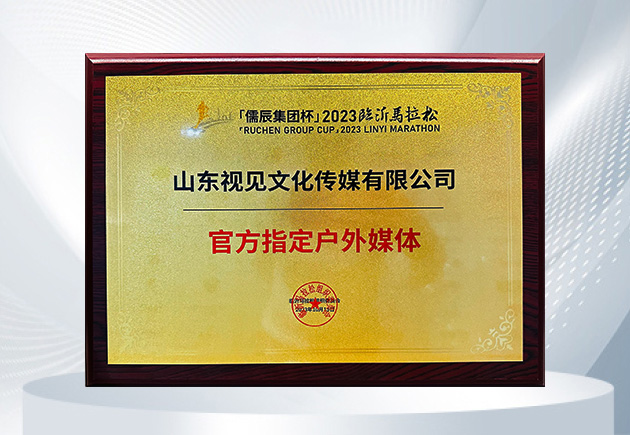 「儒辰集团杯」2023临沂马拉松
「RUCHEN GROUP CUP」2023 LINYI MARATHON
山东视见文化传媒有限公司
官方指定户外媒体